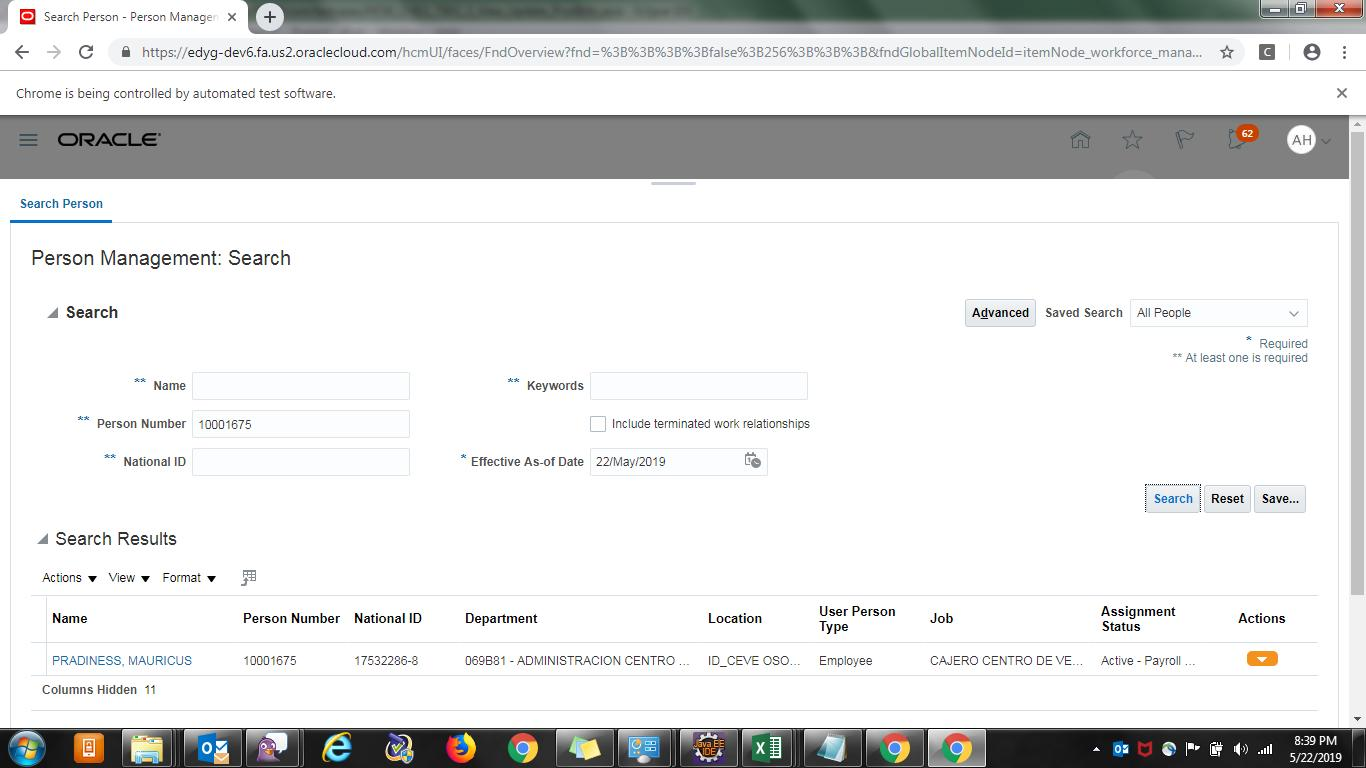 Search Person - Person Managen
https://edyg-dev6.fa.us2.oraclecloud.com/hcmUI/faces/FndOverview?fnd=%3B%3B%3B%3Bfalse%3B256%3B%3B%3B&fndGlobalItemNodeId=itemNode_workforce_mana...
C
Chrome is being controlled by automated test software.
ORACLE
62
AH
Search Person
Person Management: Search
Search
Advanced Saved Search All People
* Required
** At least one is required
** Name ** Keywords
** Person Number 10001675 Include terminated work relationships
** National ID * Effective As-of Date 22/May/2019
Search Reset Save...
Search Results
Actions View Format
Name Person Number National ID Department Location User Person Type Job Assignment Status Actions
PRADINESS, MAURICUS 10001675 17532286-8 069B81 - ADMINISTRACION CENTRO ... ID_CEVE OSO... Employee CAJERO CENTRO DE VE... Active - Payroll ...
Columns Hidden 11
Java EE
IDE
8:39 PM
5/22/2019